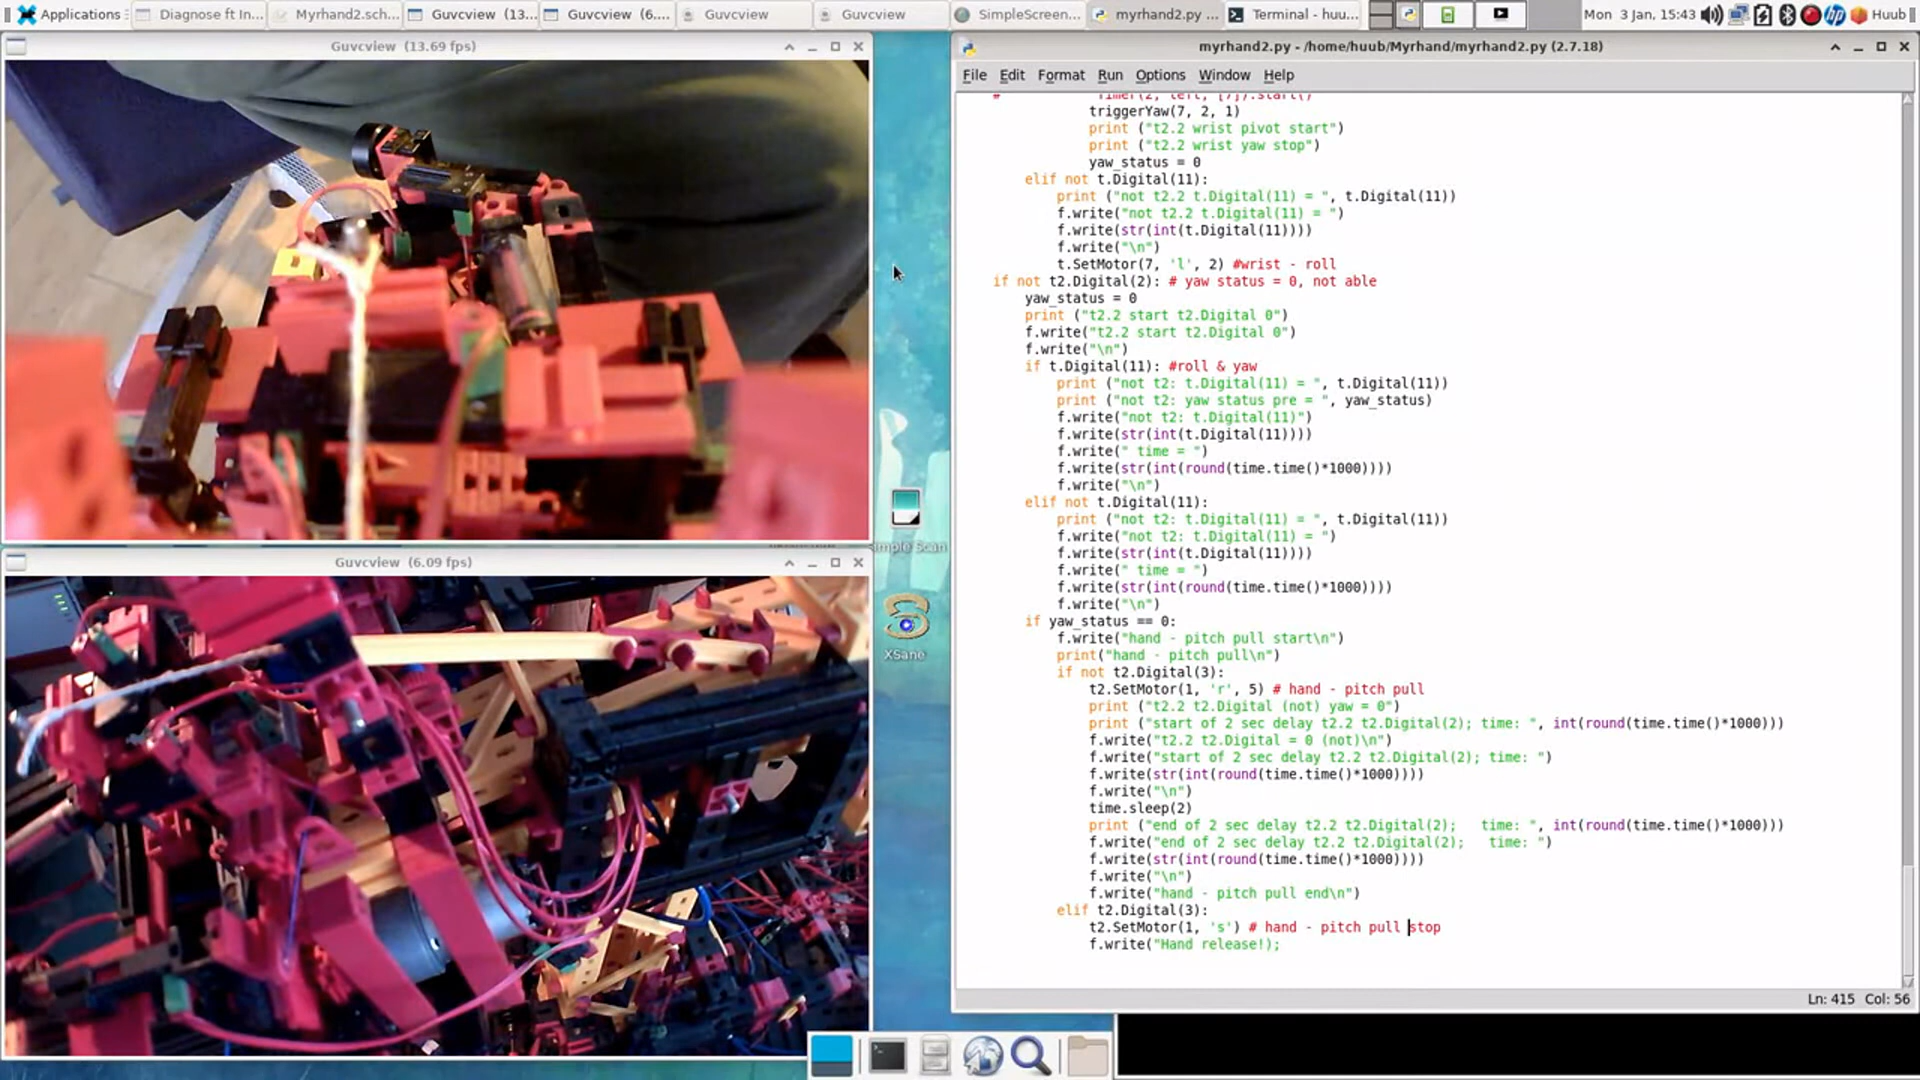 Applications
Diagnose ft In...
Myrhand2.sch...
Guvcview (13...
Guvcview (6....
Guvcview
Guvcview
SimpleScreen...
myrhand2.py ...
Terminal - huu...
Mon 3 Jan, 15:43
Huub
Guvcview (13.69 fps)
Guvcview (6.09 fps)
XSane
myrhand2.py - /home/huub/Myrhand/myrhand2.py (2.7.18)
File Edit Format Run Options Window Help
# Timer(2, left, [7]).start()
triggerYaw(7, 2, 1)
print ("t2.2 wrist pivot start")
print ("t2.2 wrist yaw stop")
yaw_status = 0
elif not t.Digital(11):
print ("not t2.2 t.Digital(11) = ", t.Digital(11))
f.write("not t2.2 t.Digital(11) = ")
f.write(str(int(t.Digital(11))))
f.write("\n")
t.SetMotor(7, 'l', 2) #wrist - roll
if not t2.Digital(2): # yaw status = 0, not able
yaw_status = 0
print ("t2.2 start t2.Digital 0")
f.write("t2.2 start t2.Digital 0")
f.write("\n")
if t.Digital(11): #roll & yaw
print ("not t2: t.Digital(11) = ", t.Digital(11))
print ("not t2: yaw status pre = ", yaw_status)
f.write("not t2: t.Digital(11)")
f.write(str(int(t.Digital(11))))
f.write(" time = ")
f.write(str(int(round(time.time()*1000))))
f.write("\n")
elif not t.Digital(11):
print ("not t2: t.Digital(11) = ", t.Digital(11))
f.write("not t2: t.Digital(11) = ")
f.write(str(int(t.Digital(11))))
f.write(" time = ")
f.write(str(int(round(time.time()*1000))))
f.write("\n")
if yaw_status == 0:
f.write("hand - pitch pull start\n")
print("hand - pitch pull\n")
if not t2.Digital(3):
t2.SetMotor(1, 'r', 5) # hand - pitch pull
print ("t2.2 t2.Digital (not) yaw = 0")
print ("start of 2 sec delay t2.2 t2.Digital(2); time: ", int(round(time.time()*1000)))
f.write("t2.2 t2.Digital = 0 (not)\n")
f.write("start of 2 sec delay t2.2 t2.Digital(2); time: ")
f.write(str(int(round(time.time()*1000))))
f.write("\n")
time.sleep(2)
print ("end of 2 sec delay t2.2 t2.Digital(2);   time: ", int(round(time.time()*1000)))
f.write("end of 2 sec delay t2.2 t2.Digital(2);   time: ")
f.write(str(int(round(time.time()*1000))))
f.write("\n")
f.write("hand - pitch pull end\n")
elif t2.Digital(3):
t2.SetMotor(1, 's') # hand - pitch pull stop
f.write("Hand release!);
Ln: 415 Col: 56